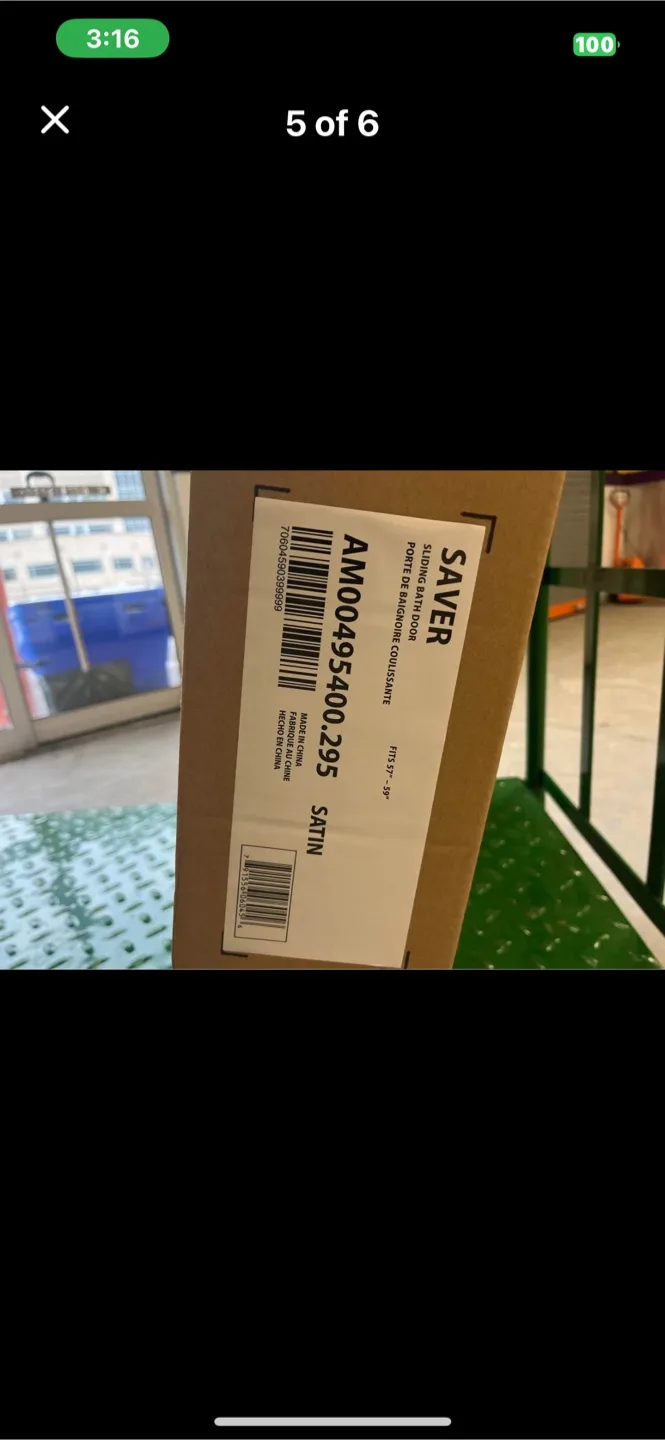 3:16
100
5 of 6
SAVER
SLIDING BATH DOOR
PORTE DE BAIGNOIRE COULISSANTE
FITS 57" – 59"
AM00495400.295 SATIN
70604590399999
MADE IN CHINA
FABRIQUE AU CHINE
HECHO EN CHINA